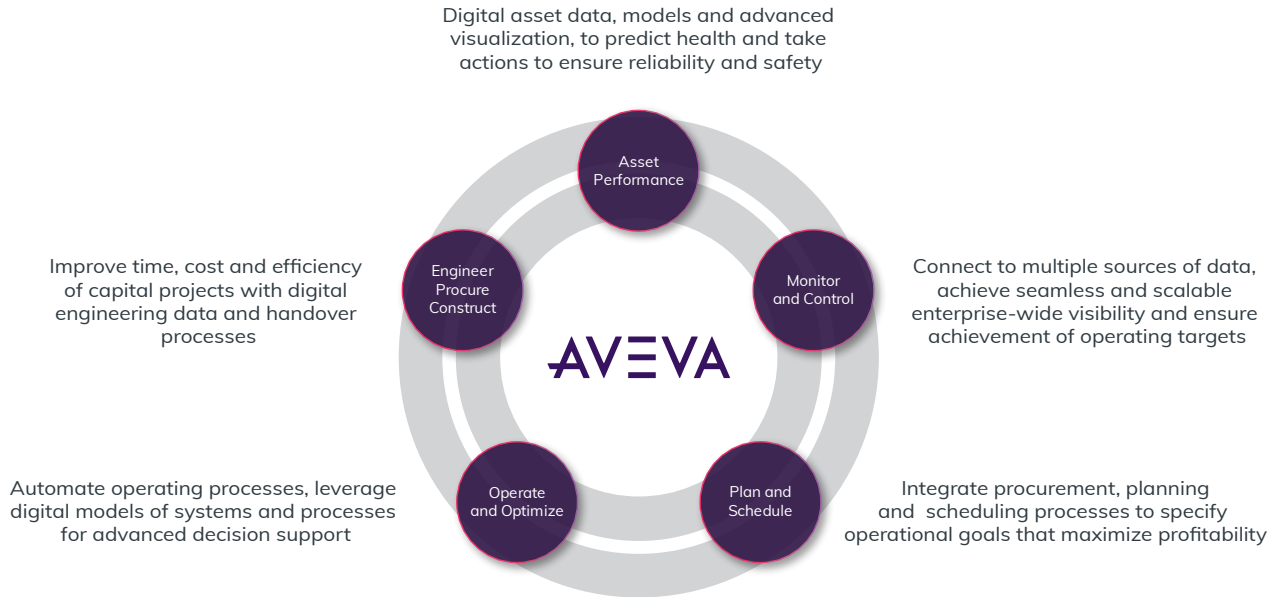 Digital asset data, models and advanced
visualization, to predict health and take
actions to ensure reliability and safety
Asset
Performance
Improve time, cost and efficiency
of capital projects with digital
engineering data and handover
processes
Engineer
Procure
Construct
Monitor
and Control
Connect to multiple sources of data,
achieve seamless and scalable
enterprise-wide visibility and ensure
achievement of operating targets
AVEVA
Automate operating processes, leverage
digital models of systems and processes
for advanced decision support
Operate
and Optimize
Plan and
Schedule
Integrate procurement, planning
and scheduling processes to specify
operational goals that maximize profitability